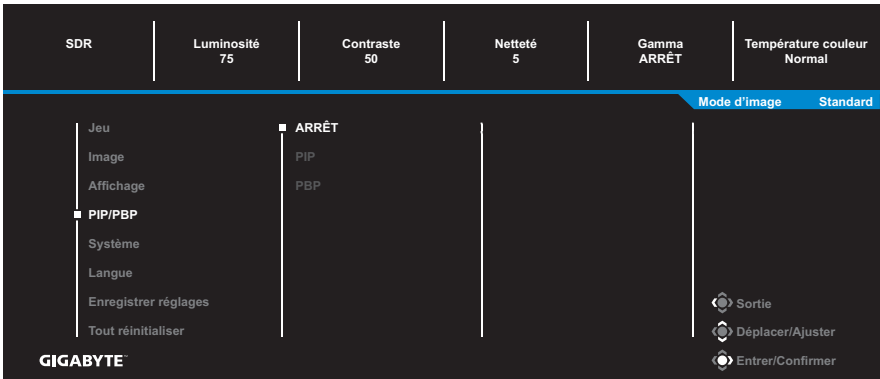 SDR
Luminosité
75
Contraste
50
Netteté
5
Gamma
ARRÊT
Température couleur
Normal
Mode d'image Standard
Jeu
Image
Affichage
PIP/PBP
Système
Langue
Enregistrer réglages
Tout réinitialiser
ARRÊT
PIP
PBP
Sortie
Déplacer/Ajuster
Entrer/Confirmer
GIGABYTE™